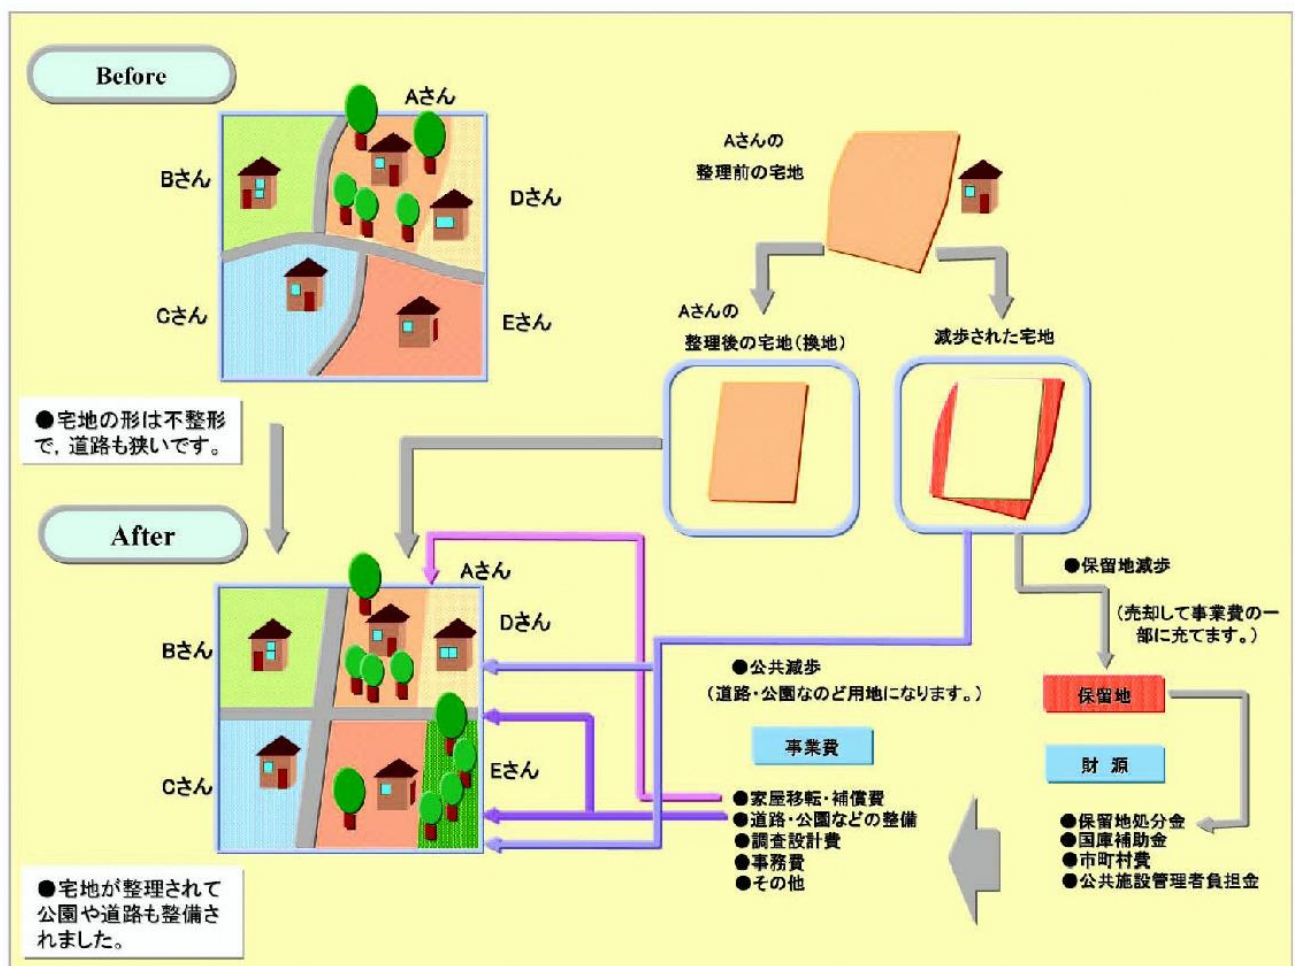 Before
Aさん
Bさん
Dさん
Cさん
Eさん
●宅地の形は不整形
で,道路も狭いです。
Aさんの
整理前の宅地
Aさんの
整理後の宅地(換地)
減歩された宅地
After
Aさん
Bさん
Dさん
Cさん
Eさん
●宅地が整理されて
公園や道路も整備さ
れました。
●保留地減歩
(売却して事業費の一
部に充てます。)
●公共減歩
(道路・公園なのど用地になります。)
保留地
事業費
財 源
●家屋移転・補償費
●道路・公園などの整備
●調査設計費
●事務費
●その他
●保留地処分金
●国庫補助金
●市町村費
●公共施設管理者負担金